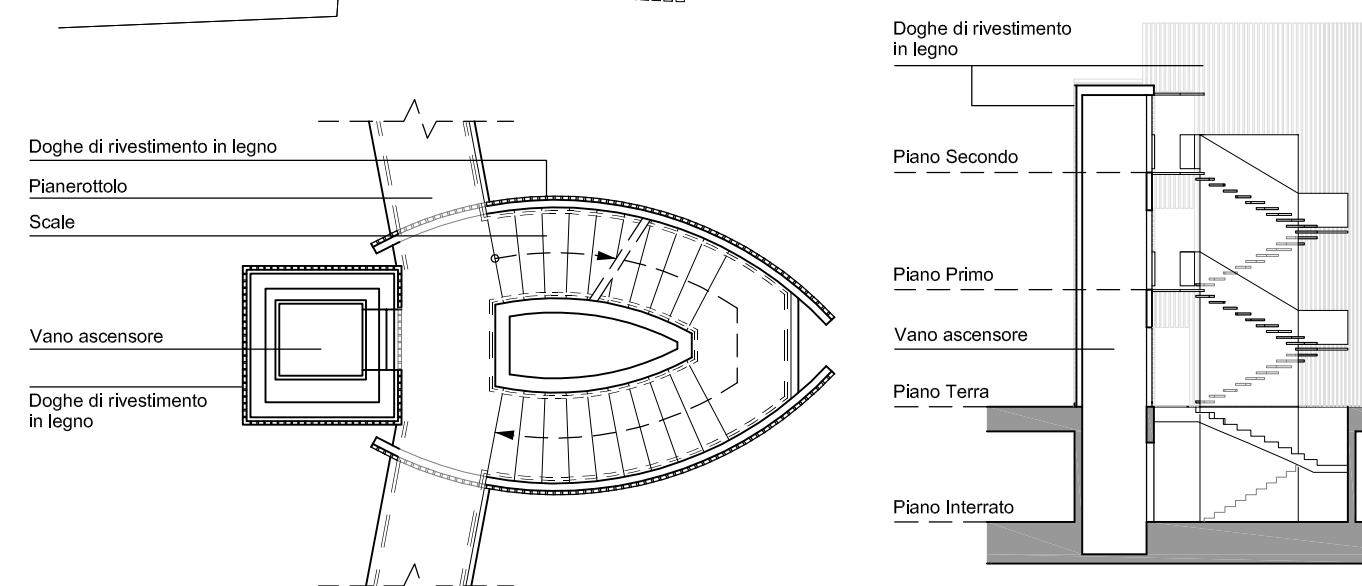 Doghe di rivestimento in legno
Pianerottolo
Scale
Vano ascensore
Doghe di rivestimento
in legno
Doghe di rivestimento
in legno
Piano Secondo
Piano Primo
Vano ascensore
Piano Terra
Piano Interrato